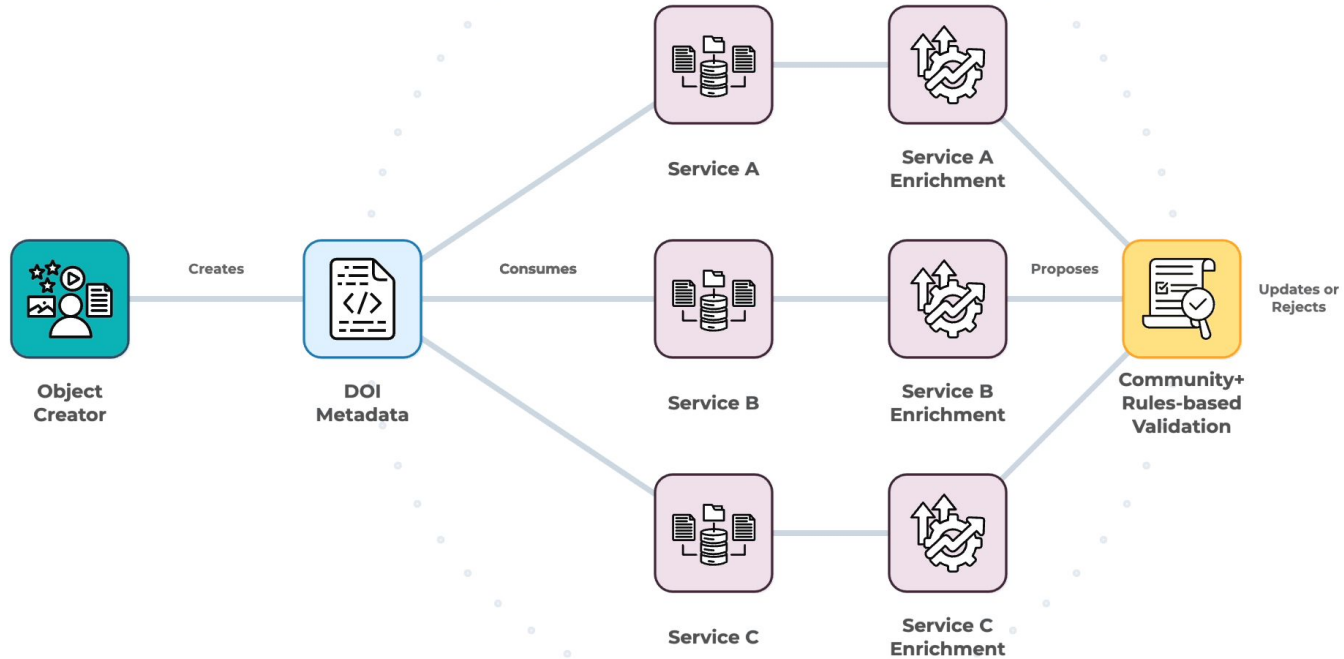 Service A
Service A
Enrichment
Creates
Consumes
Proposes
Updates or
Rejects
Object
Creator
DOI
Metadata
Service B
Service B
Enrichment
Community+
Rules-based
Validation
Service C
Service C
Enrichment